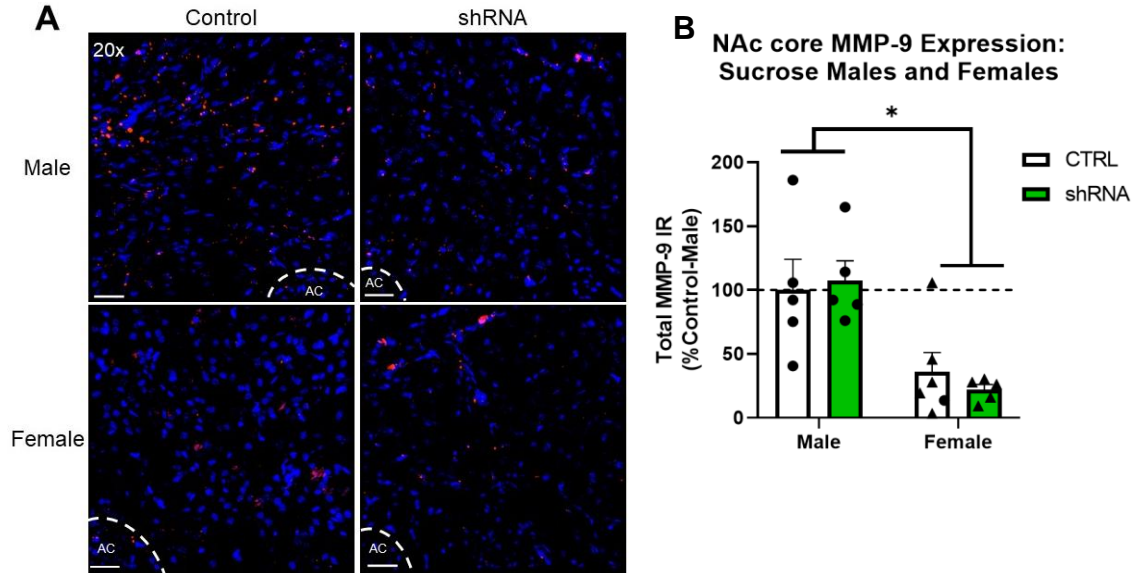 A
Control
shRNA
20x
Male
AC
AC
Female
AC
AC
B
NAc core MMP-9 Expression:
Sucrose Males and Females
*
CTRL
shRNA
Total MMP-9 IR
(%Control-Male)
200
150
100
50
0
Male
Female